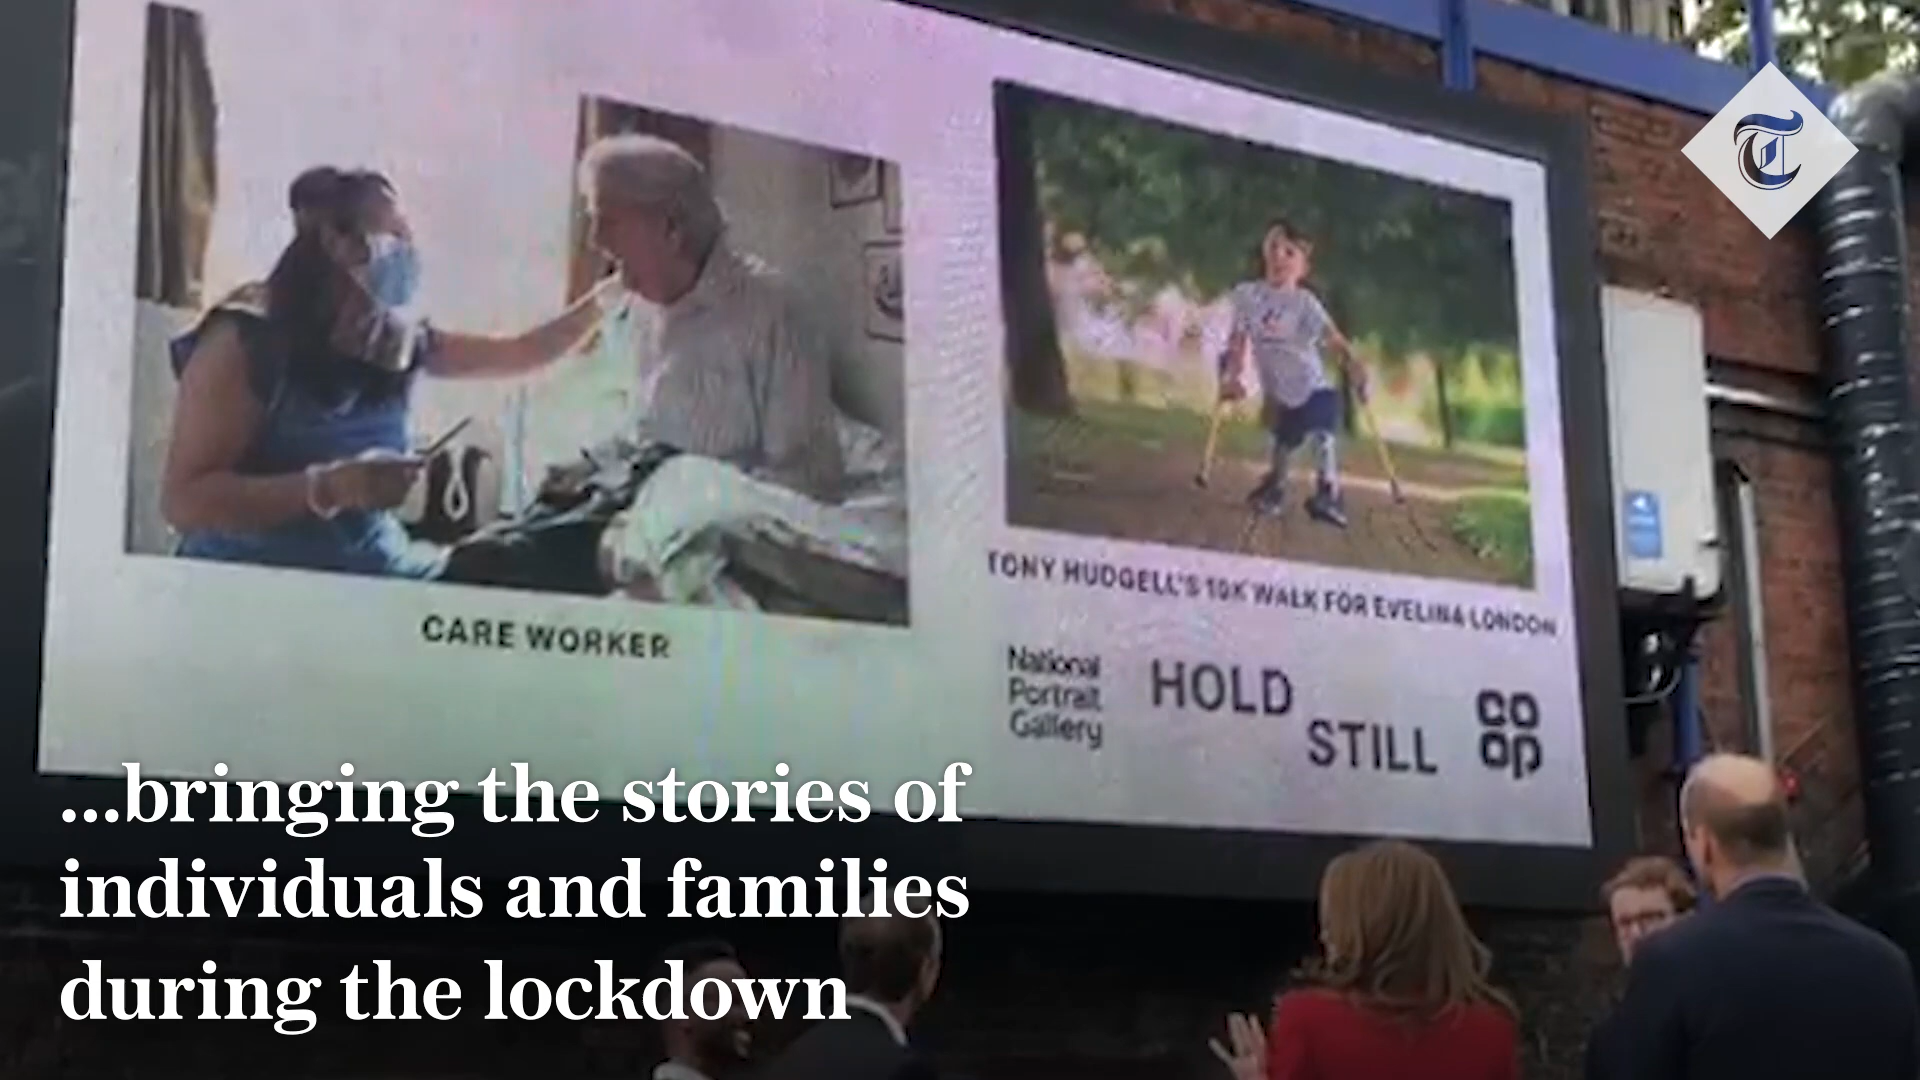 CARE WORKER
TONY HUDGELL'S 10K WALK FOR EVELINA LONDON
National
Portrait
Gallery
HOLD
STILL
CO
OP
...bringing the stories of
individuals and families
during the lockdown
T